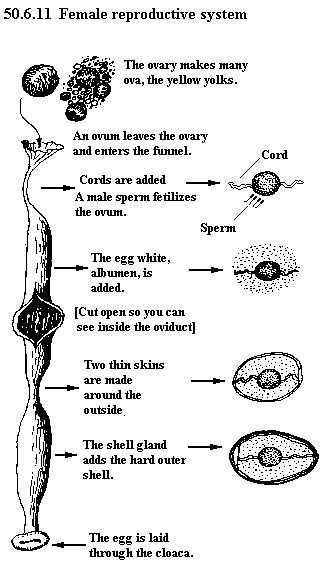 50.6.11 Female reproductive system
The ovary makes many
ova, the yellow yolks.
An ovum leaves the ovary
and enters the funnel.
Cord
Cords are added
A male sperm fetilizes
the ovum.
Sperm
The egg white,
albumen, is
added.
[Cut open so you can
see inside the oviduct]
Two thin skins
are made
around the
outside.
The shell gland
adds the hard outer
shell.
The egg is laid
through the cloaca.